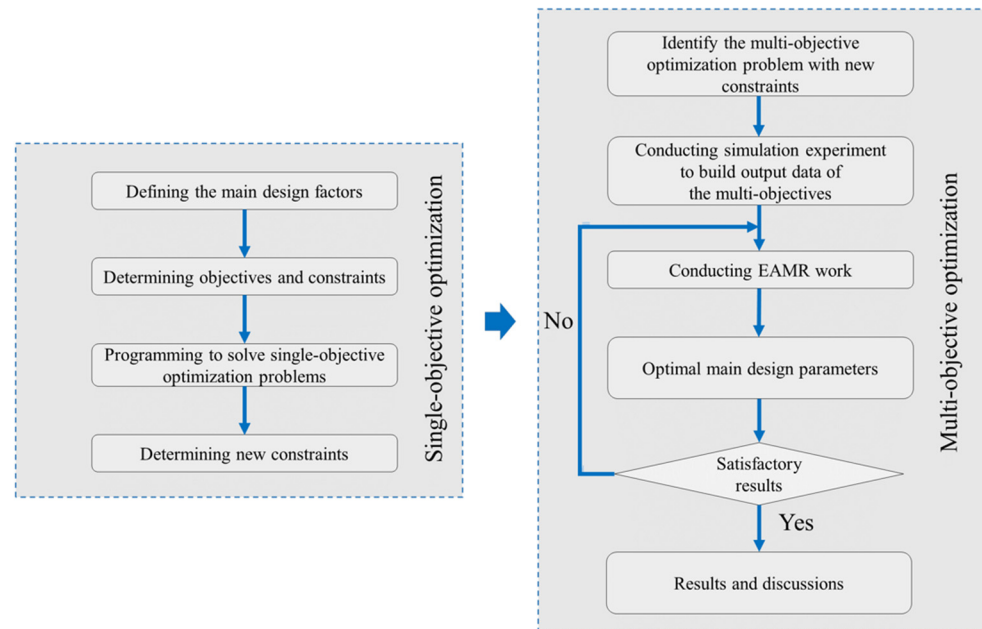 Defining the main design factors
Determining objectives and constraints
Programming to solve single-objective
optimization problems
Determining new constraints
Single-objective optimization
Identify the multi-objective
optimization problem with new
constraints
Conducting simulation experiment
to build output data of
the multi-objectives
Conducting EAMR work
No
Optimal main design parameters
Satisfactory
results
Yes
Results and discussions
Multi-objective optimization